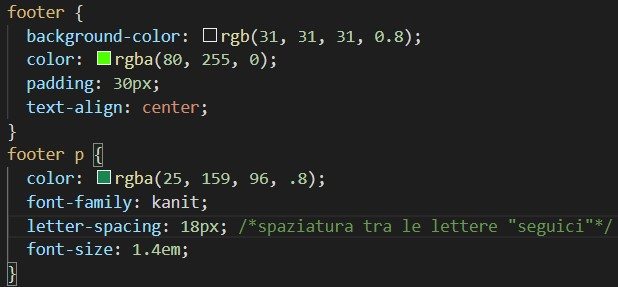 footer {
background-color: rgb(31, 31, 31, 0.8);
color: rgba(80, 255, 0);
padding: 30px;
text-align: center;
}
footer p {
color: rgba(25, 159, 96, .8);
font-family: kanit;
letter-spacing: 18px; /*spaziatura tra le lettere "seguici"*/
font-size: 1.4em;
}